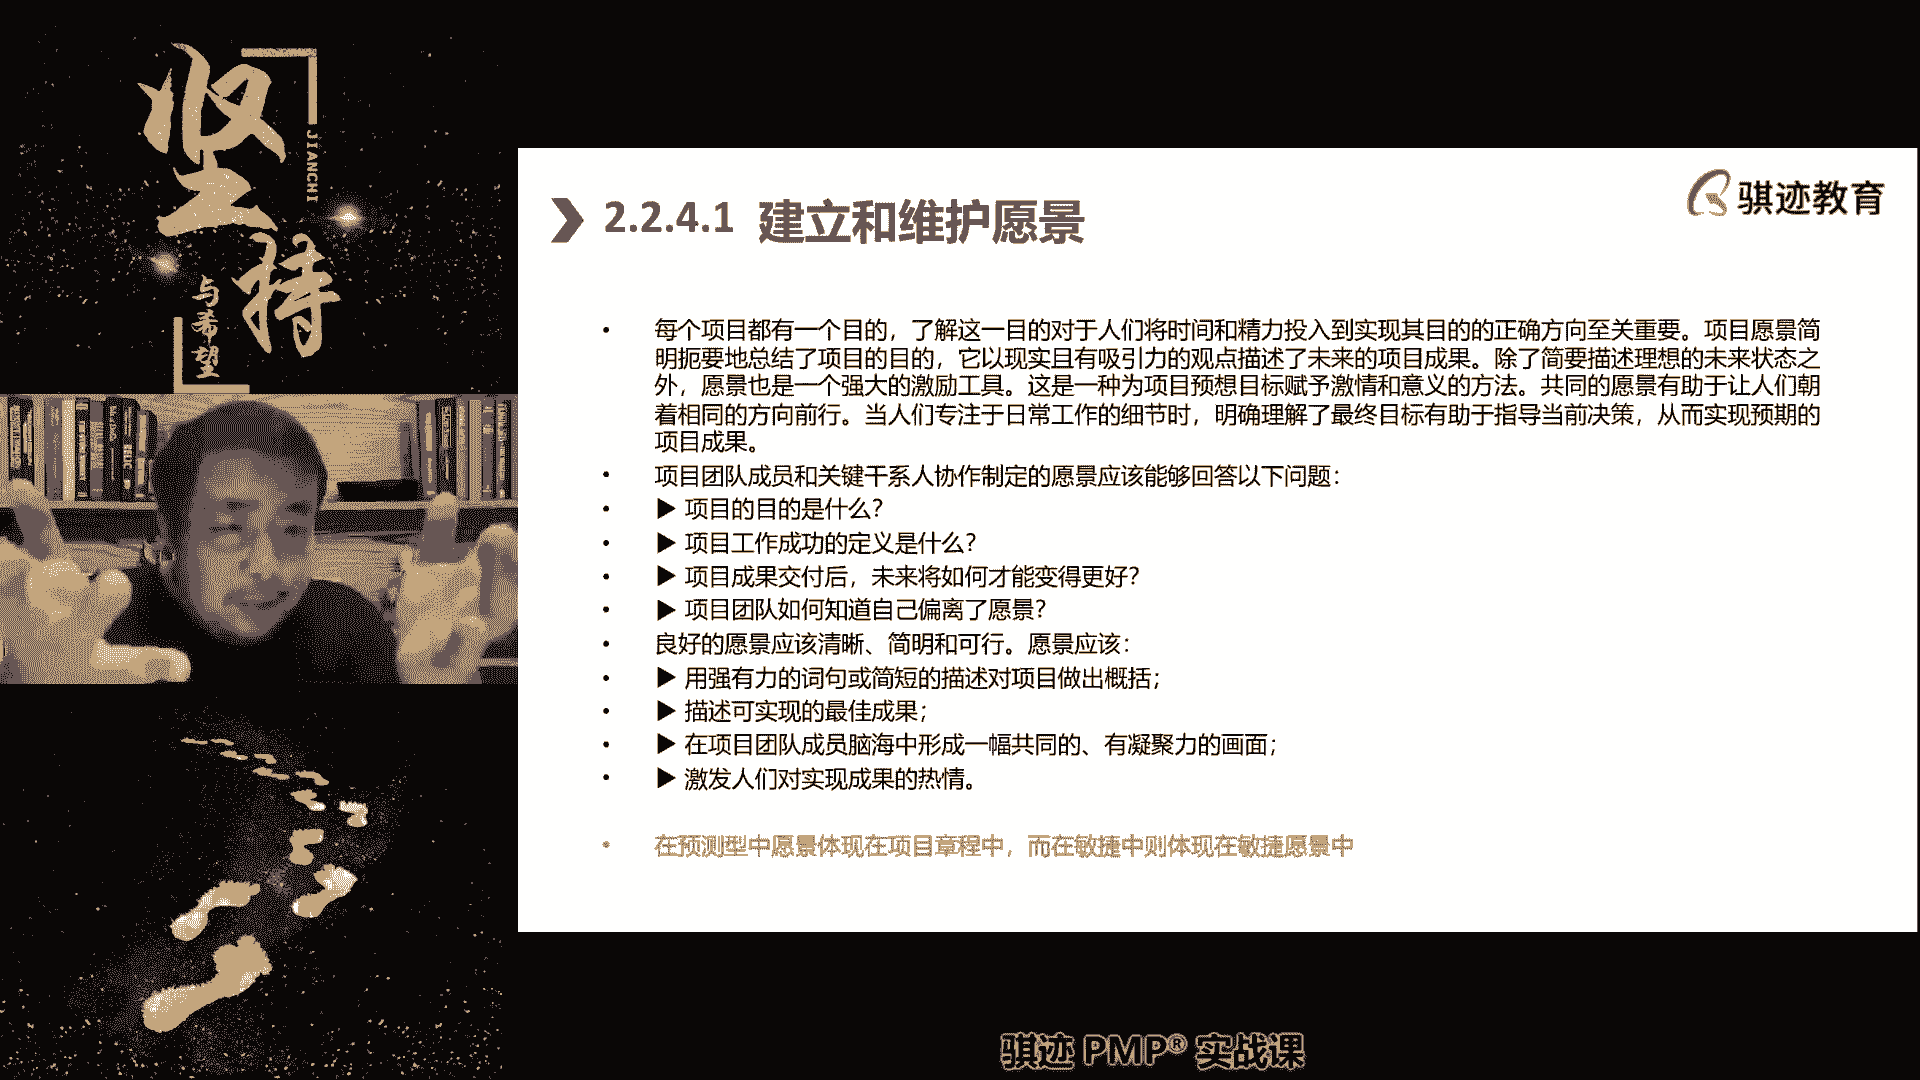 坚持
JIANCHI
与希望
骐迹教育
2.2.4.1 建立和维护愿景
• 每个项目都有一个目的，了解这一目的对于人们将时间和精力投入到实现其目的的正确方向至关重要。项目愿景简
明扼要地总结了项目的目的，它以现实且有吸引力的观点描述了未来的项目成果。除了简要描述理想的未来状态之
外，愿景也是一个强大的激励工具。这是一种为项目预想目标赋予激情和意义的方法。共同的愿景有助于让人们朝
着相同的方向前行。当人们专注于日常工作的细节时，明确理解了最终目标有助于指导当前决策，从而实现预期的
项目成果。
• 项目团队成员和关键干系人协作制定的愿景应该能够回答以下问题：
• ▶ 项目的目的是什么？
• ▶ 项目工作成功的定义是什么？
• ▶ 项目成果交付后，未来将如何才能变得更好？
• ▶ 项目团队如何知道自己偏离了愿景？
• 良好的愿景应该清晰、简明和可行。愿景应该：
• ▶ 用强有力的词句或简短的描述对项目做出概括；
• ▶ 描述可实现的最佳成果；
• ▶ 在项目团队成员脑海中形成一幅共同的、有凝聚力的画面；
• ▶ 激发人们对实现成果的热情。
• 在预测型中愿景体现在项目章程中，而在敏捷中则体现在敏捷愿景中
骐迹 PMP® 实战课